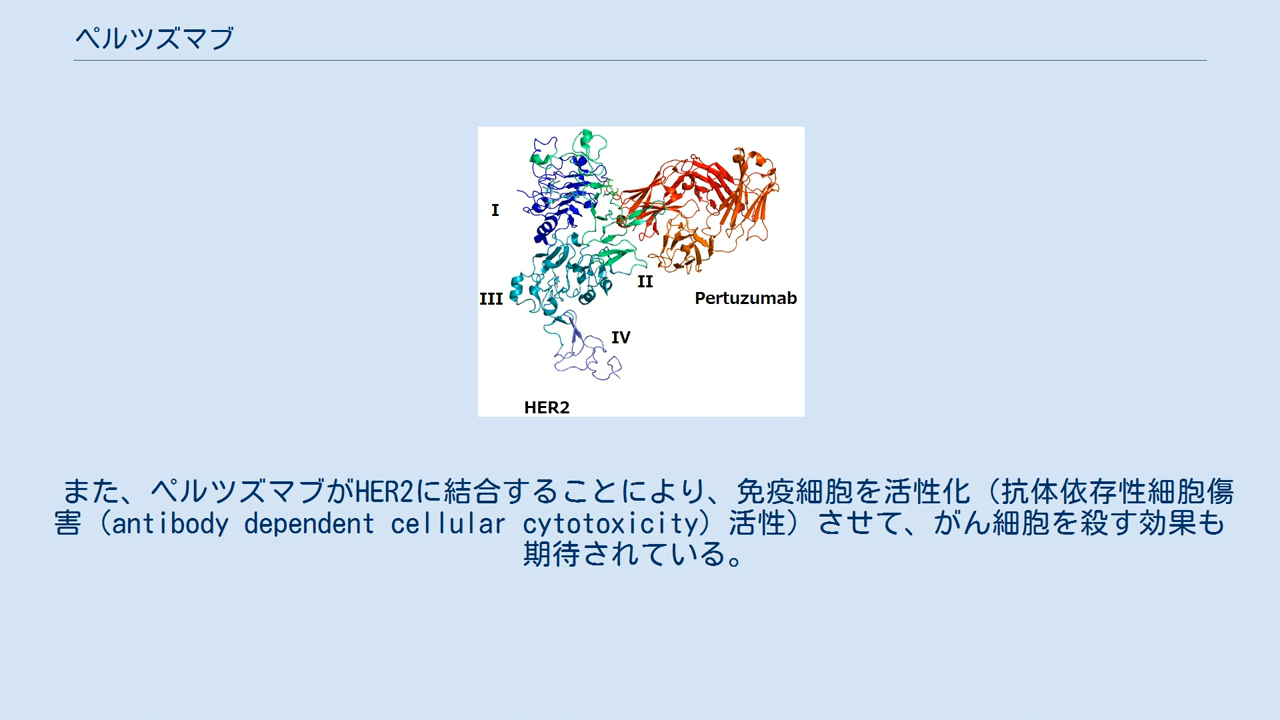 ペルツズマブ
I
II
III
Pertuzumab
IV
HER2
また、ペルツズマブがHER2に結合することにより、免疫細胞を活性化（抗体依存性細胞傷
害（antibody dependent cellular cytotoxicity）活性）させて、がん細胞を殺す効果も
期待されている。